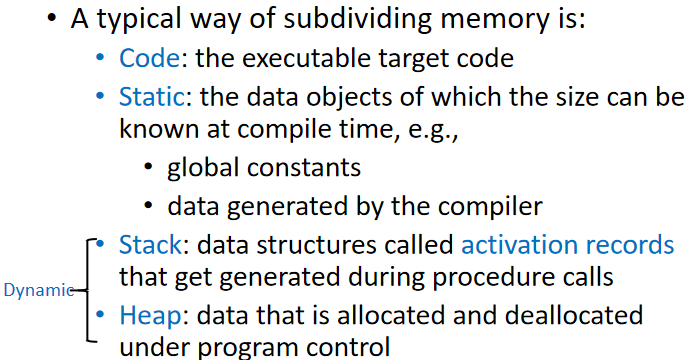 • A typical way of subdividing memory is:
• Code: the executable target code
• Static: the data objects of which the size can be
known at compile time, e.g.,
• global constants
• data generated by the compiler
• Stack: data structures called activation records
that get generated during procedure calls
Dynamic
• Heap: data that is allocated and deallocated
under program control